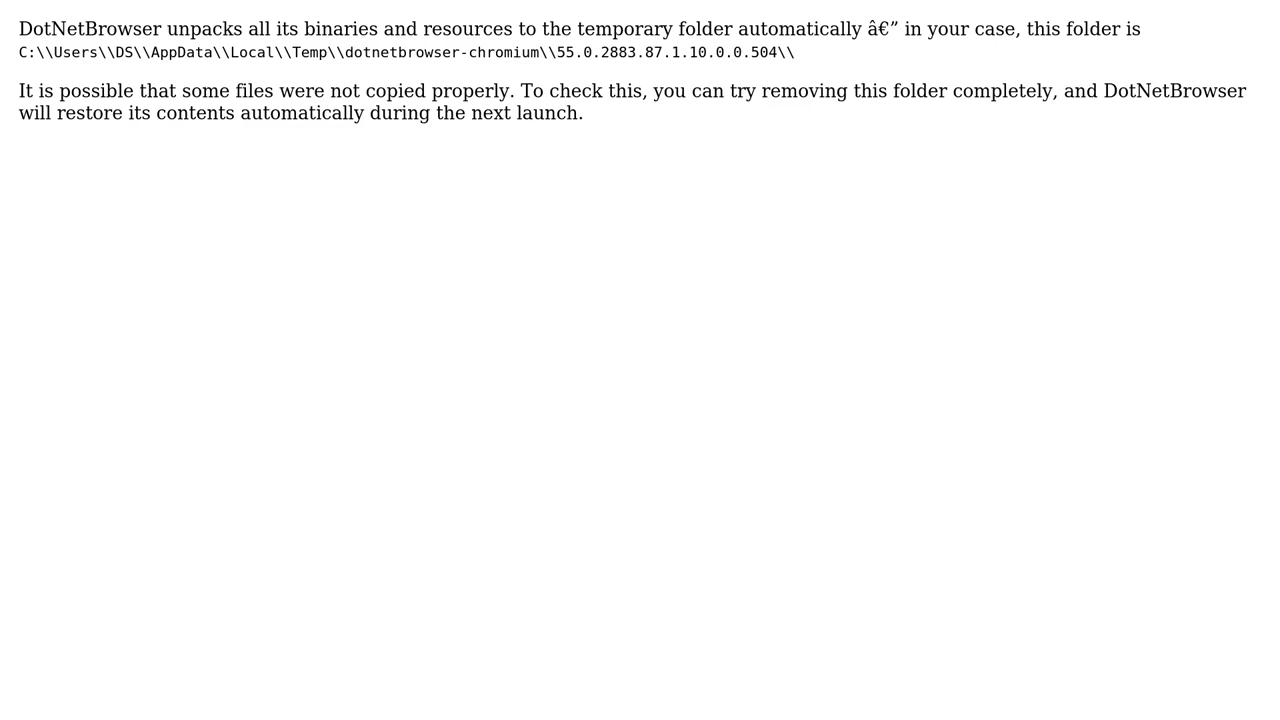 DotNetBrowser unpacks all its binaries and resources to the temporary folder automatically â€” in your case, this folder is
C:\\Users\\DS\\AppData\\Local\\Temp\\dotnetbrowser-chromium\\55.0.2883.87.1.10.0.0.504\\
It is possible that some files were not copied properly. To check this, you can try removing this folder completely, and DotNetBrowser
will restore its contents automatically during the next launch.